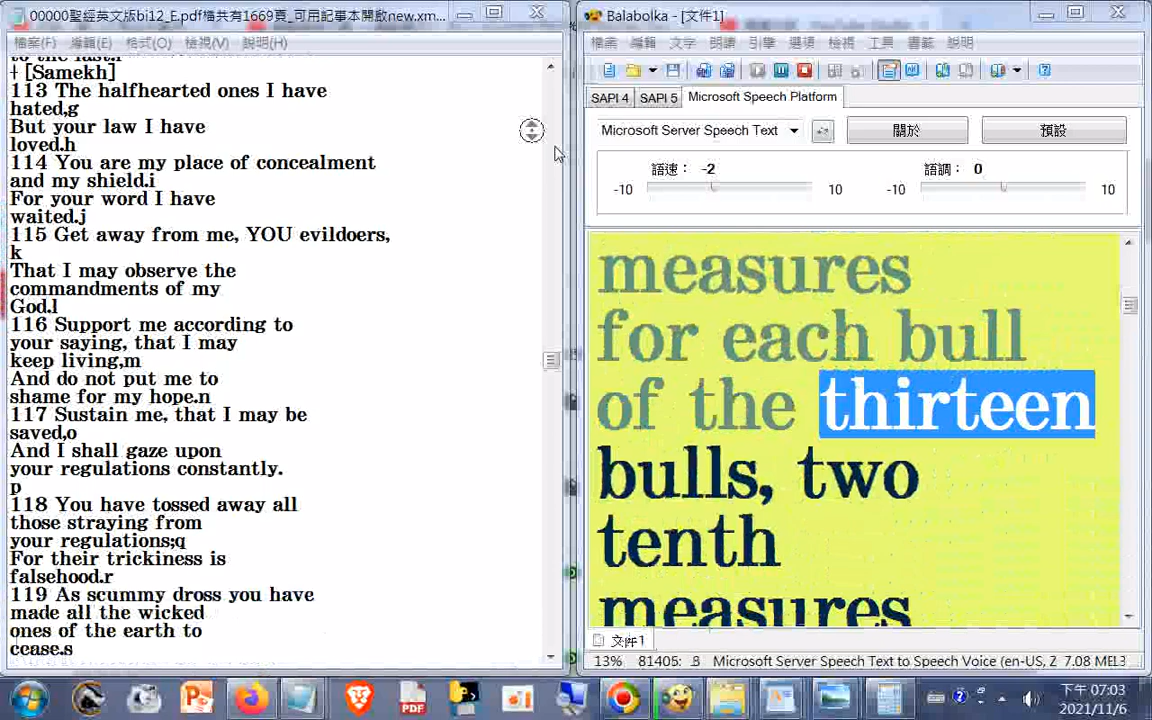 00000聖經英文版bi12_E.pdf檔共有1669頁_可用記事本開啟new.xm...
檔案(F) 編輯(E) 格式(O) 檢視(V) 說明(H)
to the last.r
[Samekh]
113 The halfhearted ones I have
hated,g
But your law I have
loved.h
114 You are my place of concealment
and my shield.i
For your word I have
waited.j
115 Get away from me, YOU evildoers,
k
That I may observe the
commandments of my
God.l
116 Support me according to
your saying, that I may
keep living,m
And do not put me to
shame for my hope.n
117 Sustain me, that I may be
saved,o
And I shall gaze upon
your regulations constantly.
p
118 You have tossed away all
those straying from
your regulations;q
For their trickiness is
falsehood.r
119 As scummy dross you have
made all the wicked
ones of the earth to
ccase.s
Balabolka - [文件1]
檔案 編輯 文字 朗讀 引擎 選項 檢視 工具 書籤 說明
SAPI 4 SAPI 5 Microsoft Speech Platform
Microsoft Server Speech Text 關於 預設
語速： -2 語調： 0
-10 10 -10 10
measures
for each bull
of the thirteen
bulls, two
tenth
measures
文件1
13% 81405: Microsoft Server Speech Text to Speech Voice (en-US, Z 7.08 MB
PDF
下午 07:03
2021/11/6